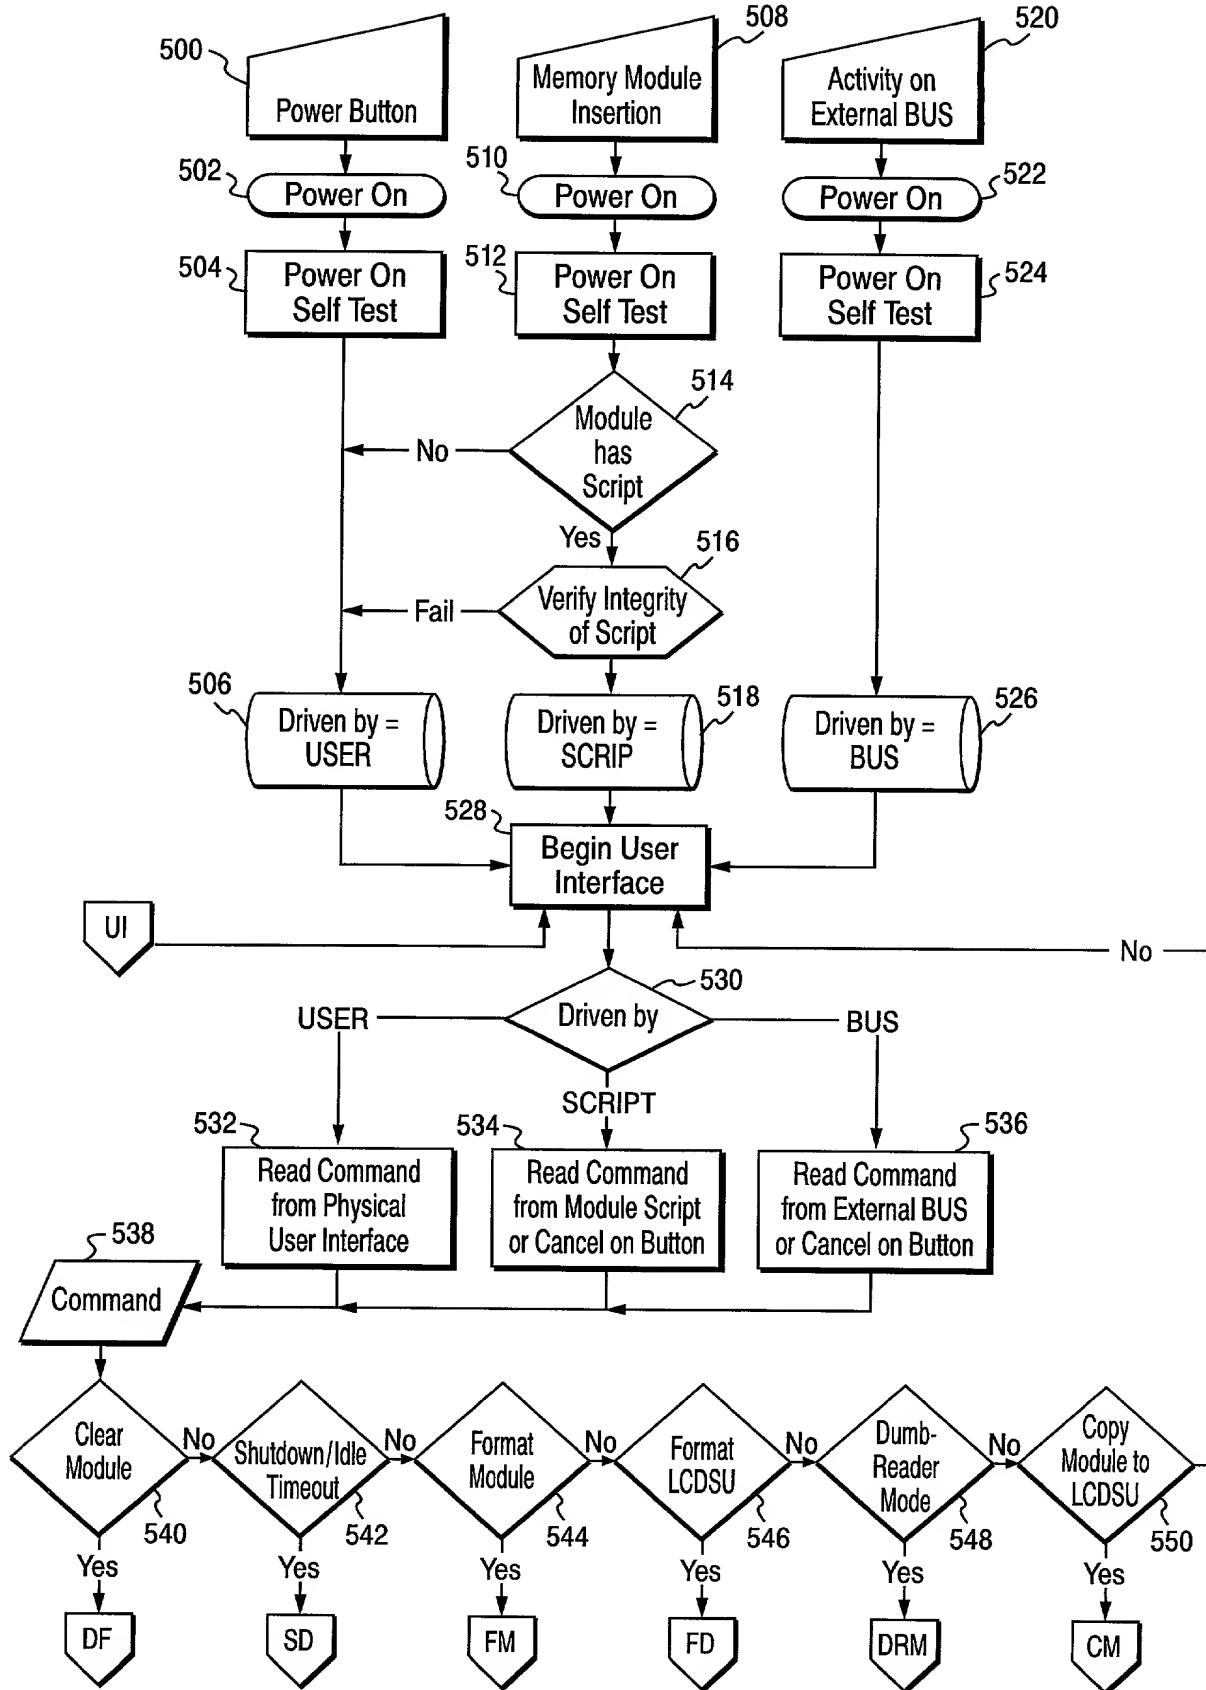 500
Power Button
508
Memory Module
Insertion
520
Activity on
External BUS
502
Power On
510
Power On
522
Power On
504
Power On
Self Test
512
Power On
Self Test
524
Power On
Self Test
514
Module
has
Script
No
Yes
516
Verify Integrity
of Script
Fail
506
Driven by =
USER
518
Driven by =
SCRIP
526
Driven by =
BUS
528
Begin User
Interface
UI
No
530
Driven by
USER
BUS
SCRIPT
532
Read Command
from Physical
User Interface
534
Read Command
from Module Script
or Cancel on Button
536
Read Command
from External BUS
or Cancel on Button
538
Command
Clear
Module
540
No
Shutdown/Idle
Timeout
542
No
Format
Module
544
No
Format
LCDSU
546
No
Dumb-
Reader
Mode
548
No
Copy
Module to
LCDSU
550
Yes
Yes
Yes
Yes
Yes
Yes
DF
SD
FM
FD
DRM
CM